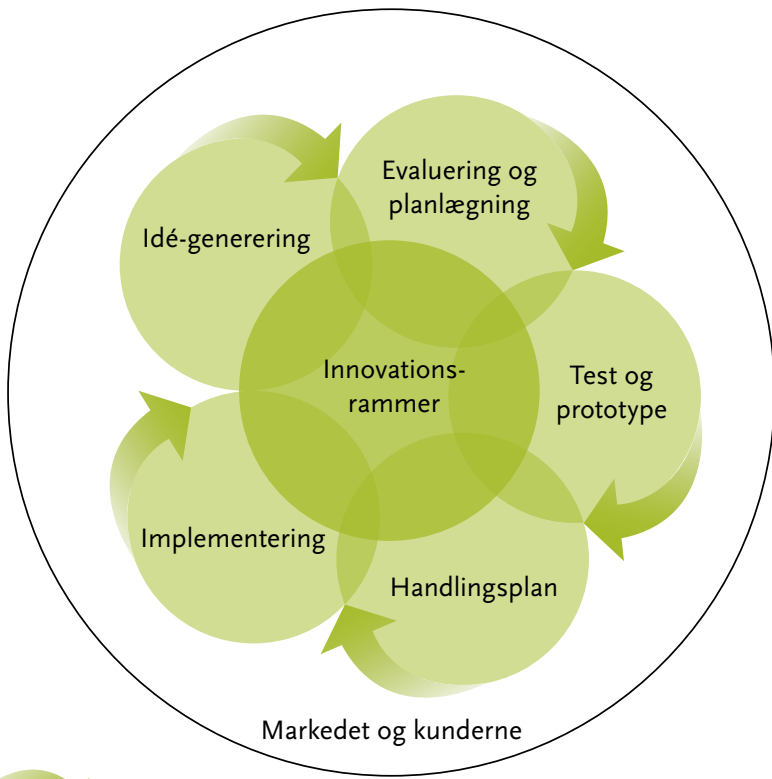 Evaluering og
planlægning
Idé-generering
Innovations-
rammer
Test og
prototype
Implementering
Handlingsplan
Markedet og kunderne